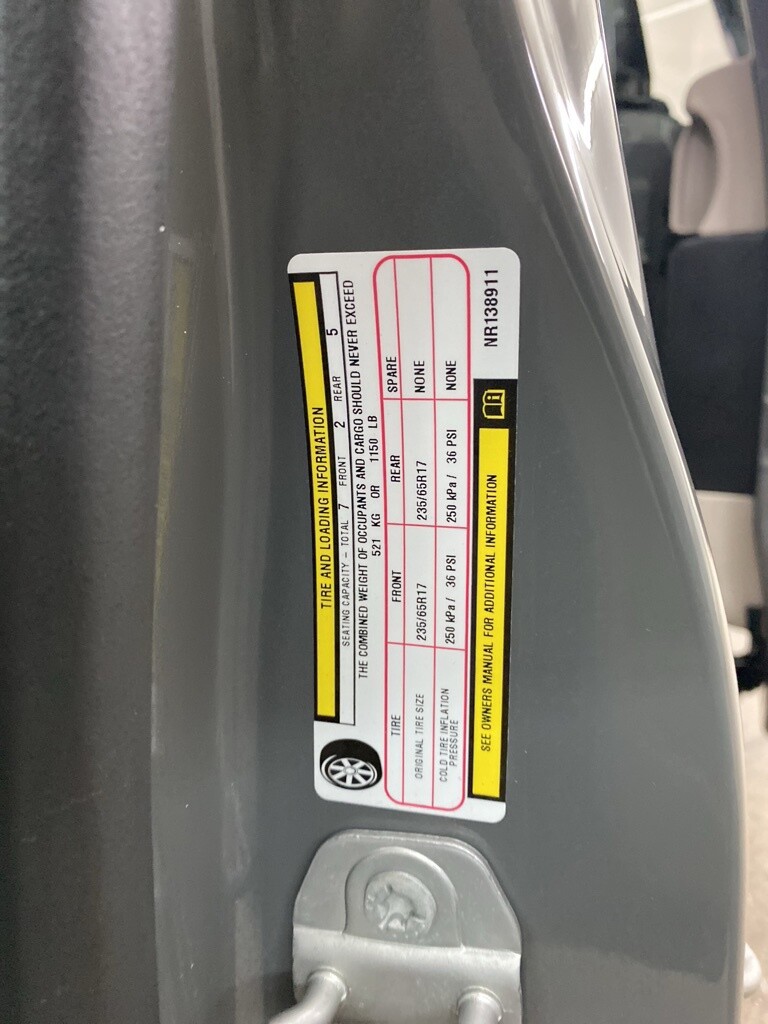 TIRE AND LOADING INFORMATION
SEATING CAPACITY – TOTAL 7 FRONT 2 REAR 5
THE COMBINED WEIGHT OF OCCUPANTS AND CARGO SHOULD NEVER EXCEED
521 KG OR 1150 LB
TIRE FRONT REAR SPARE
ORIGINAL TIRE SIZE 235/65R17 235/65R17 NONE
COLD TIRE INFLATION PRESSURE 250 kPa / 36 PSI 250 kPa / 36 PSI NONE
SEE OWNERS MANUAL FOR ADDITIONAL INFORMATION
NR138911